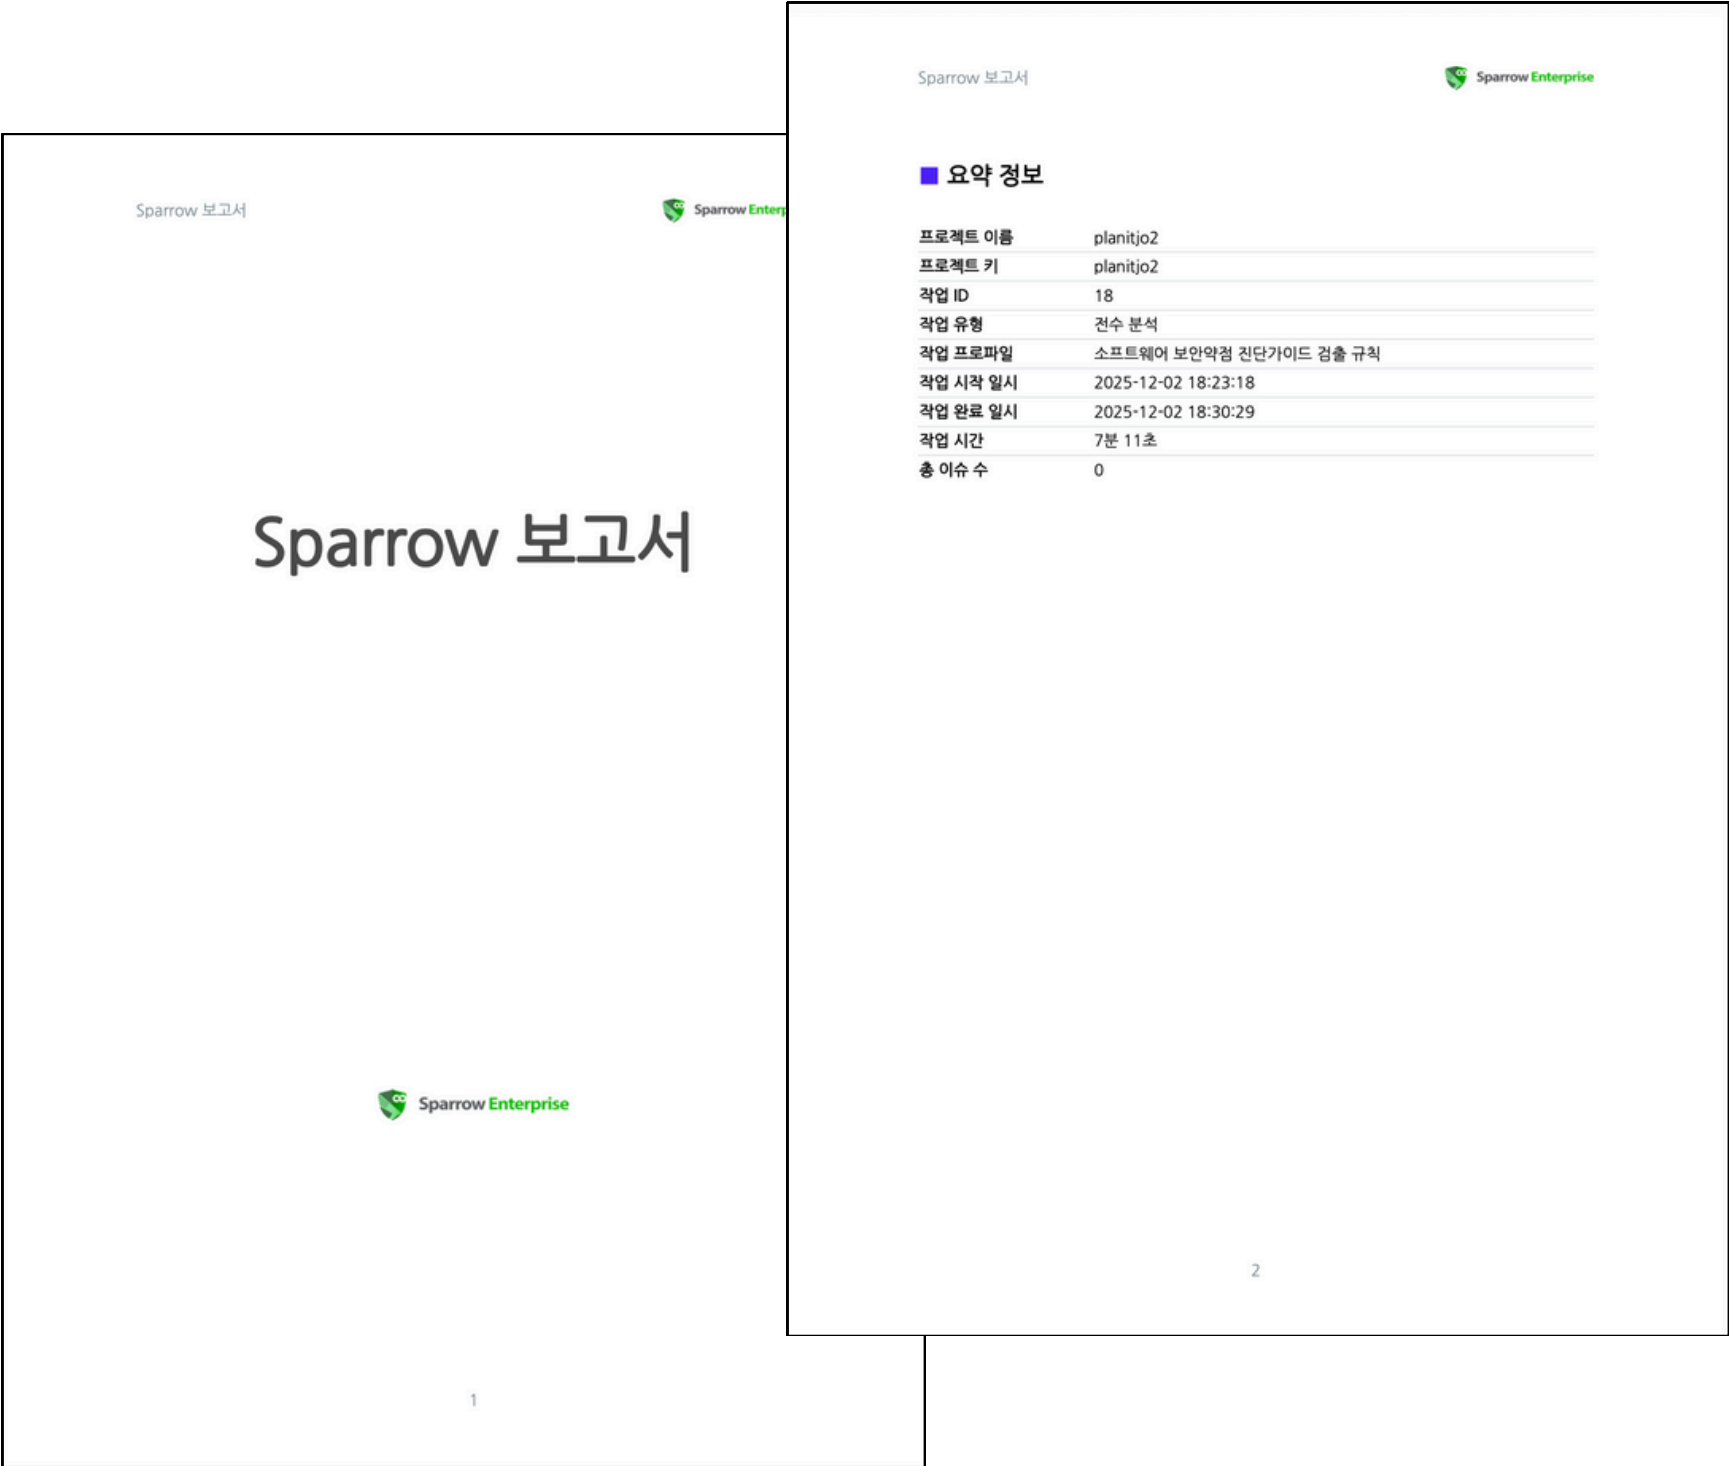 Sparrow 보고서
Sparrow Enterp
Sparrow 보고서
Sparrow Enterprise
1
Sparrow 보고서
Sparrow Enterprise
요약 정보
프로젝트 이름 planitjo2
프로젝트 키 planitjo2
작업 ID 18
작업 유형 전수 분석
작업 프로파일 소프트웨어 보안약점 진단가이드 검출 규칙
작업 시작 일시 2025-12-02 18:23:18
작업 완료 일시 2025-12-02 18:30:29
작업 시간 7분 11초
총 이슈 수 0
2